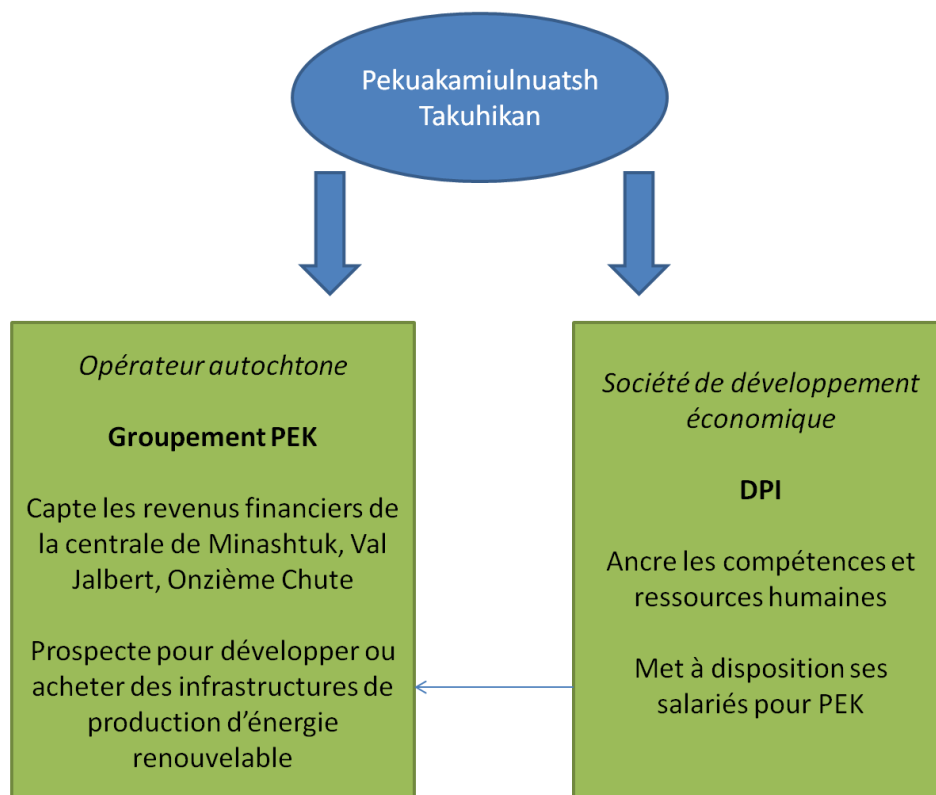 Pekuakamiulnuatsh
Takuhikan
Opérateur autochtone
Groupement PEK
Capte les revenus financiers de
la centrale de Minashtuk, Val
Jalbert, Onzième Chute
Prospecte pour développer ou
acheter des infrastructures de
production d’énergie
renouvelable
Société de développement
économique
DPI
Ancre les compétences et
ressources humaines
Met à disposition ses
salariés pour PEK